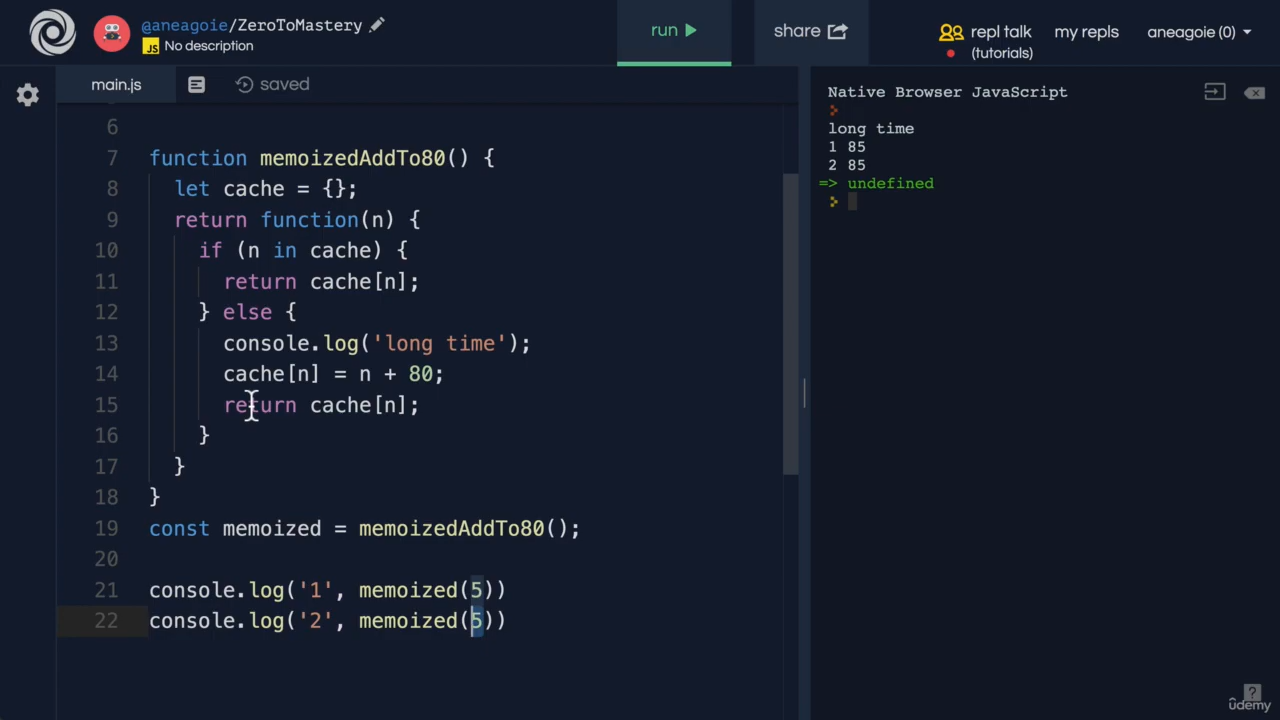 @aneagoie/ZeroToMastery
JS No description
run
share
repl talk
(tutorials)
my repls
aneagoie (0)
main.js
saved
6
7 function memoizedAddTo80() {
8 let cache = {};
9 return function(n) {
10 if (n in cache) {
11 return cache[n];
12 } else {
13 console.log('long time');
14 cache[n] = n + 80;
15 return cache[n];
16 }
17 }
18 }
19 const memoized = memoizedAddTo80();
20
21 console.log('1', memoized(5))
22 console.log('2', memoized(5))
Native Browser JavaScript
long time
1 85
2 85
=> undefined
?
udemy